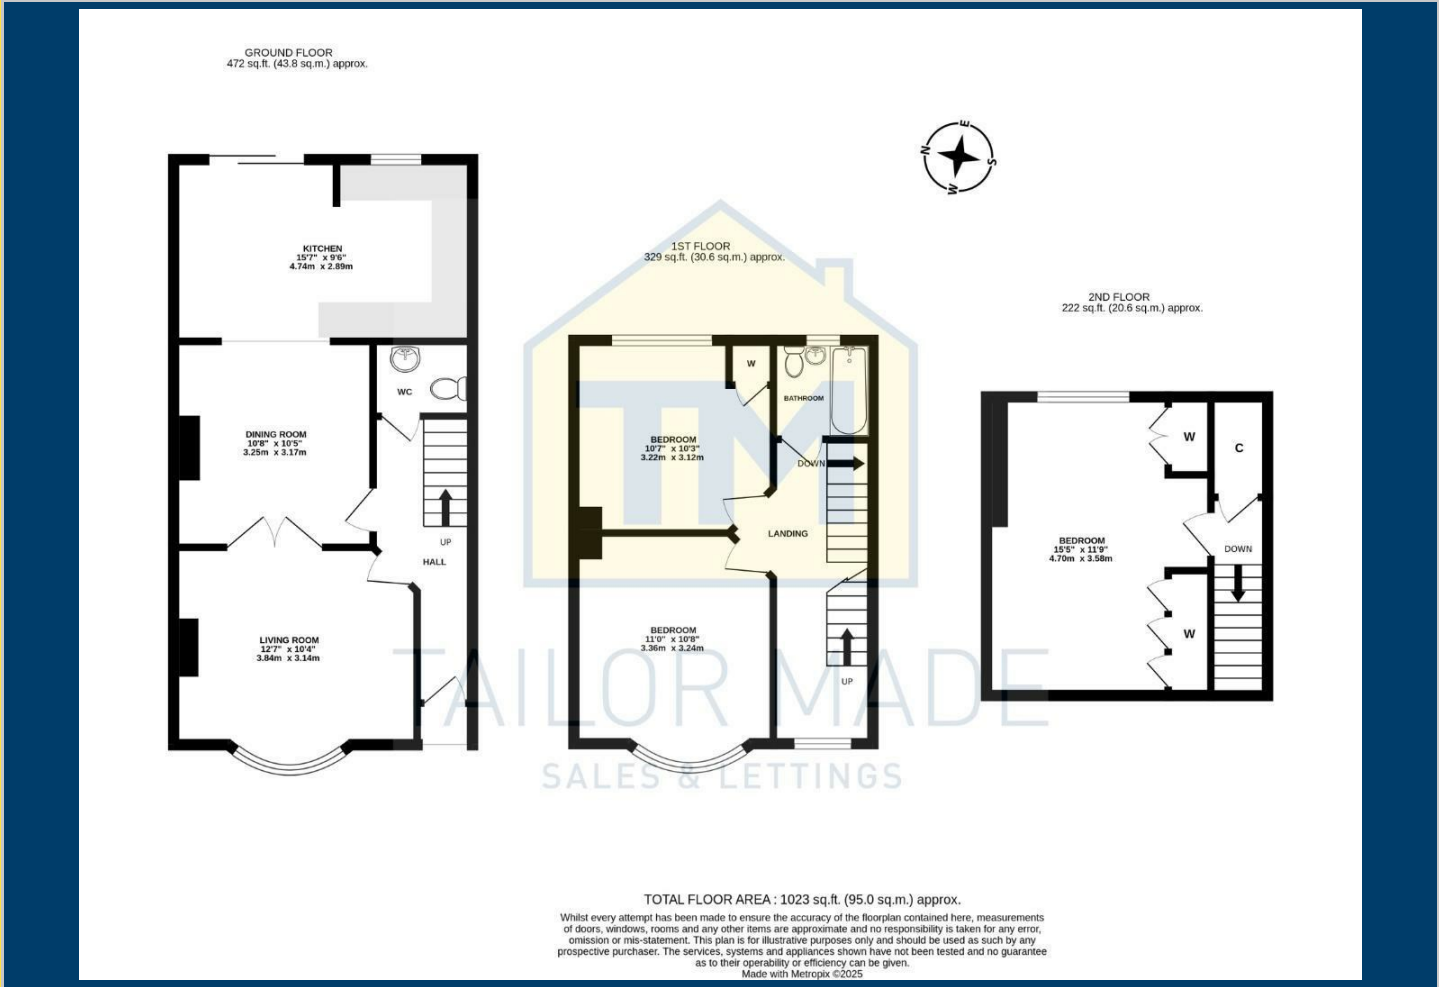 GROUND FLOOR
472 sq.ft. (43.8 sq.m.) approx.
KITCHEN
15'7" x 9'6"
4.74m x 2.89m
WC
DINING ROOM
10'8" x 10'5"
3.25m x 3.17m
UP
HALL
LIVING ROOM
12'7" x 10'4"
3.84m x 3.14m
1ST FLOOR
329 sq.ft. (30.6 sq.m.) approx.
W
BATHROOM
BEDROOM
10'7" x 10'3"
3.22m x 3.12m
DOWN
LANDING
BEDROOM
11'0" x 10'8"
3.36m x 3.24m
UP
N
E
S
W
2ND FLOOR
222 sq.ft. (20.6 sq.m.) approx.
W
C
BEDROOM
15'5" x 11'9"
4.70m x 3.58m
DOWN
W
TM
TAILOR MADE
SALES & LETTINGS
TOTAL FLOOR AREA : 1023 sq.ft. (95.0 sq.m.) approx.
Whilst every attempt has been made to ensure the accuracy of the floorplan contained here, measurements
of doors, windows, rooms and any other items are approximate and no responsibility is taken for any error,
omission or mis-statement. This plan is for illustrative purposes only and should be used as such by any
prospective purchaser. The services, systems and appliances shown have not been tested and no guarantee
as to their operability or efficiency can be given.
Made with Metropix ©2025